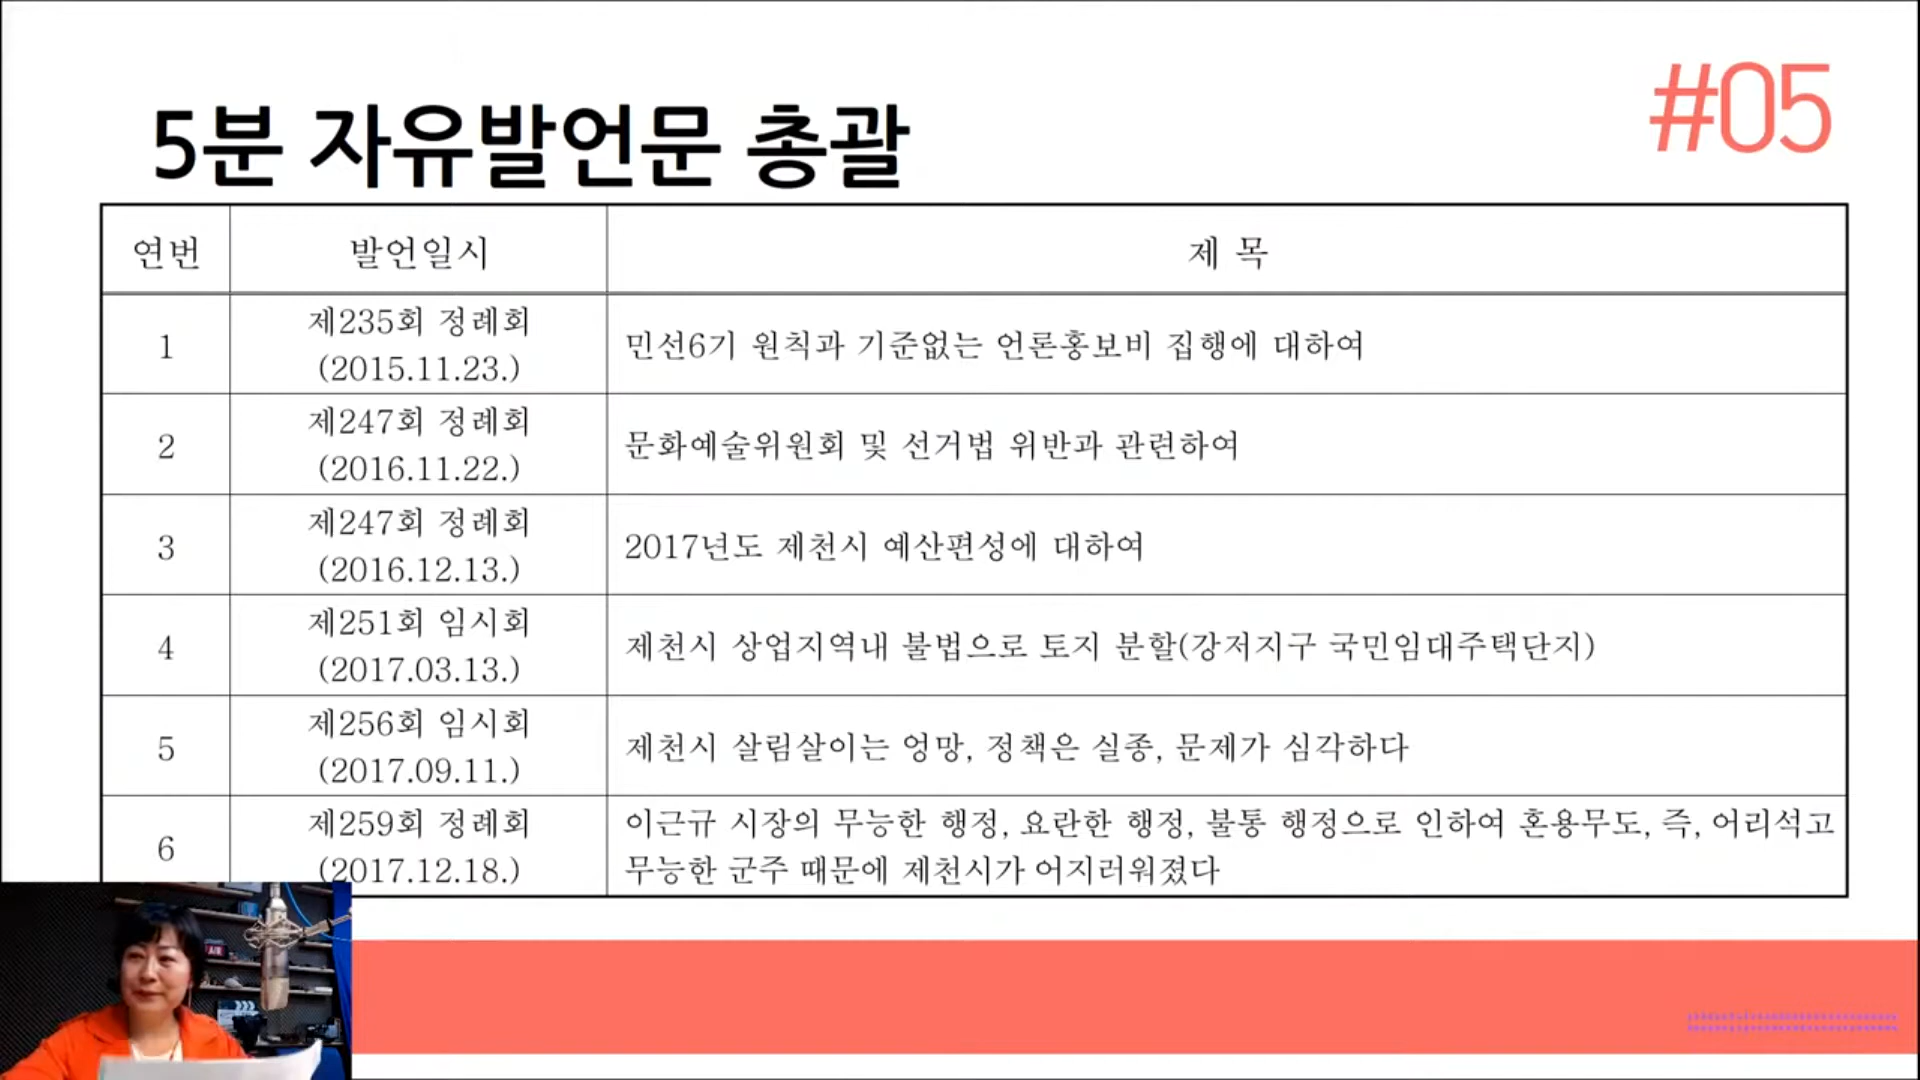 #05
5분 자유발언문 총괄
연번 발언일시 제 목
1 제235회 정례회 (2015.11.23.) 민선6기 원칙과 기준없는 언론홍보비 집행에 대하여
2 제247회 정례회 (2016.11.22.) 문화예술위원회 및 선거법 위반과 관련하여
3 제247회 정례회 (2016.12.13.) 2017년도 제천시 예산편성에 대하여
4 제251회 임시회 (2017.03.13.) 제천시 상업지역내 불법으로 토지 분할(강저지구 국민임대주택단지)
5 제256회 임시회 (2017.09.11.) 제천시 살림살이는 엉망, 정책은 실종, 문제가 심각하다
6 제259회 정례회 (2017.12.18.) 이근규 시장의 무능한 행정, 요란한 행정, 불통 행정으로 인하여 혼용무도, 즉, 어리석고
무능한 군주 때문에 제천시가 어지러워졌다